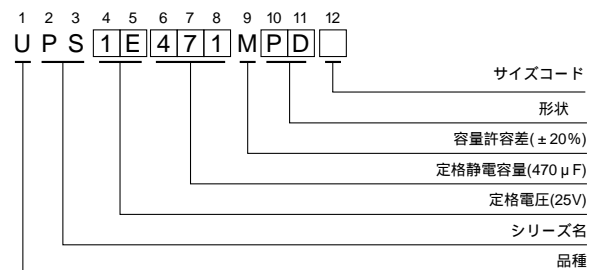 1 2 3 4 5 6 7 8 9 10 11 12
U P S 1 E 4 7 1 M P D
サイズコード
形状
容量許容差(±20%)
定格静電容量(470μF)
定格電圧(25V)
シリーズ名
品種